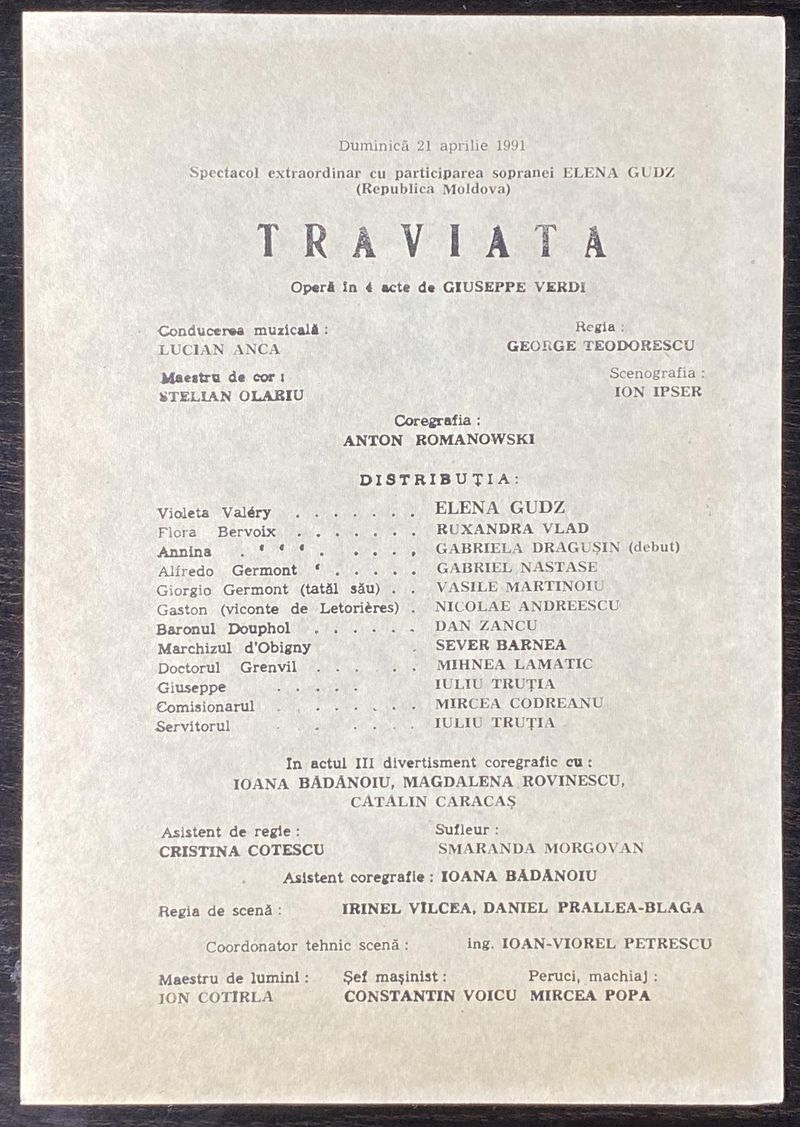 Duminică 21 aprilie 1991
Spectacol extraordinar cu participarea sopranei ELENA GUDZ
(Republica Moldova)
TRAVIATA
Operă în 4 acte de GIUSEPPE VERDI
Conducerea muzicală :
LUCIAN ANCA
Regia :
GEORGE TEODORESCU
Maestru de cor :
STELIAN OLARIU
Scenografia :
ION IPSER
Coregrafia :
ANTON ROMANOWSKI
DISTRIBUȚIA:
Violeta Valéry . . . . . . . ELENA GUDZ
Flora Bervoix . . . . . . . RUXANDRA VLAD
Annina . ‘ ‘ ‘ . . . . . GABRIELA DRAGUȘIN (debut)
Alfredo Germont ‘ . . . . . GABRIEL NASTASE
Giorgio Germont (tatăl său) . . VASILE MARTINOIU
Gaston (viconte de Letorières) . NICOLAE ANDREESCU
Baronul Douphol . . . . . . DAN ZANCU
Marchizul d'Obigny . SEVER BARNEA
Doctorul Grenvil . . . . . MIHNEA LAMATIC
Giuseppe . . . . . IULIU TRUȚIA
Comisionarul . . . . . . . MIRCEA CODREANU
Servitorul . . . . . IULIU TRUȚIA
In actul III divertisment coregrafic cu :
IOANA BĂDĂNOIU, MAGDALENA ROVINESCU,
CĂTĂLIN CARACAȘ
Asistent de regie :
CRISTINA COTESCU
Sufleur :
SMARANDA MORGOVAN
Asistent coregrafie : IOANA BĂDĂNOIU
Regia de scenă : IRINEL VÎLCEA, DANIEL PRALLEA-BLAGA
Coordonator tehnic scenă : ing. IOAN-VIOREL PETRESCU
Maestru de lumini :
ION COTÎRLA
Șef mașinist :
CONSTANTIN VOICU
Peruci, machiaj :
MIRCEA POPA